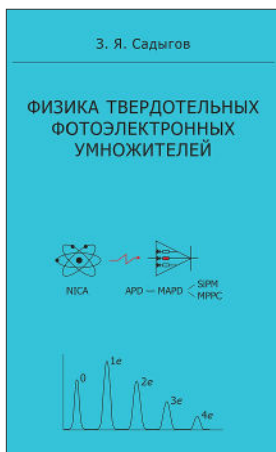 З. Я. Садыгов
ФИЗИКА ТВЕРДОТЕЛЬНЫХ
ФОТОЭЛЕКТРОННЫХ
УМНОЖИТЕЛЕЙ
NICA
APD — MAPD
SiPM
MPPC
0
1e
2e
3e
4e